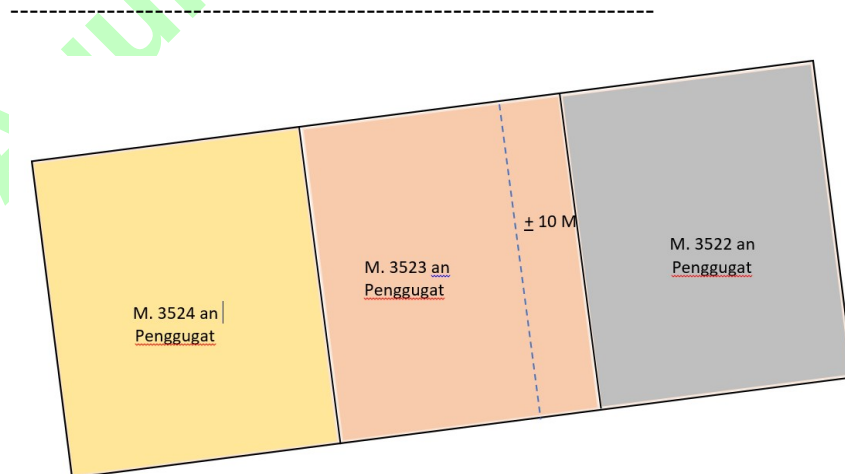 M. 3524 an
Penggugat
M. 3523 an
Penggugat
± 10 M
M. 3522 an
Penggugat